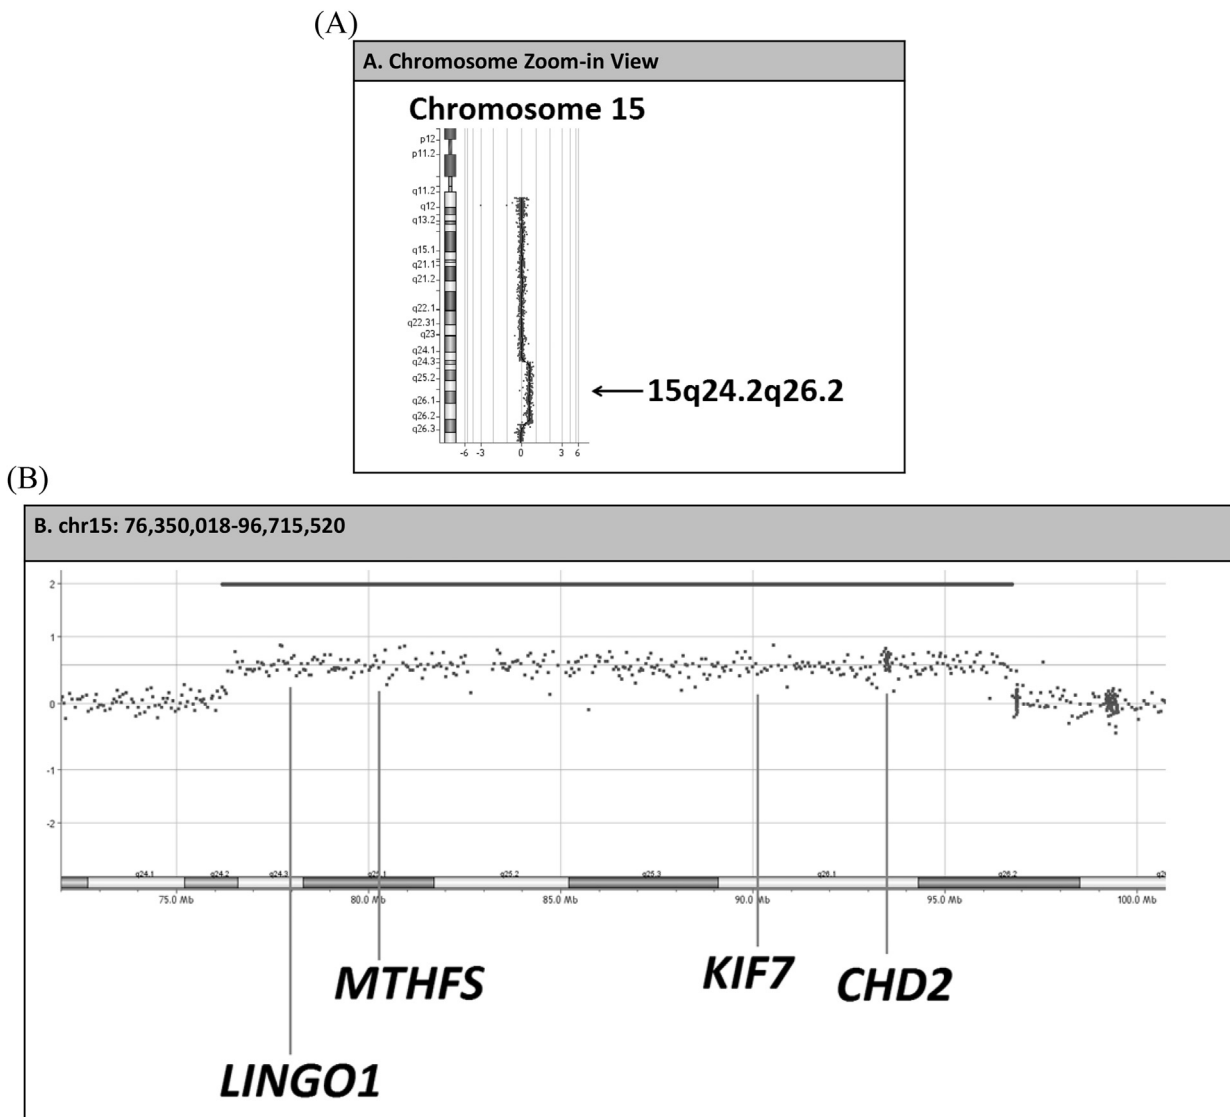 (A)
A. Chromosome Zoom-in View
Chromosome 15
p12
p11.2
q11.2
q12
q13.2
q15.1
q21.1
q21.2
q22.1
q22.31
q23
q24.1
q24.3
q25.2
q26.1
q26.2
q26.3
15q24.2q26.2
-6 -3 0 3 6
(B)
B. chr15: 76,350,018-96,715,520
2
1
0
-1
-2
q24.1 q24.2 q24.3 q25.2 q25.3 q26.1 q26.2
75.0 Mb 80.0 Mb 85.0 Mb 90.0 Mb 95.0 Mb 100.0 Mb
MTHFS KIF7 CHD2
LINGO1